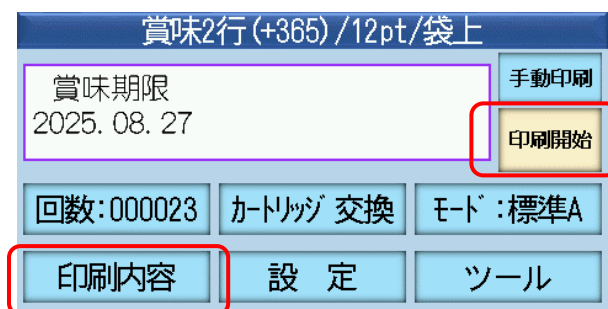 賞味2行(+365)/12pt/袋上
賞味期限
2025. 08. 27
手動印刷
印刷開始
回数:000023
ｶｰﾄﾘｯｼﾞ 交換
ﾓｰﾄﾞ:標準A
印刷内容
設 定
ツール